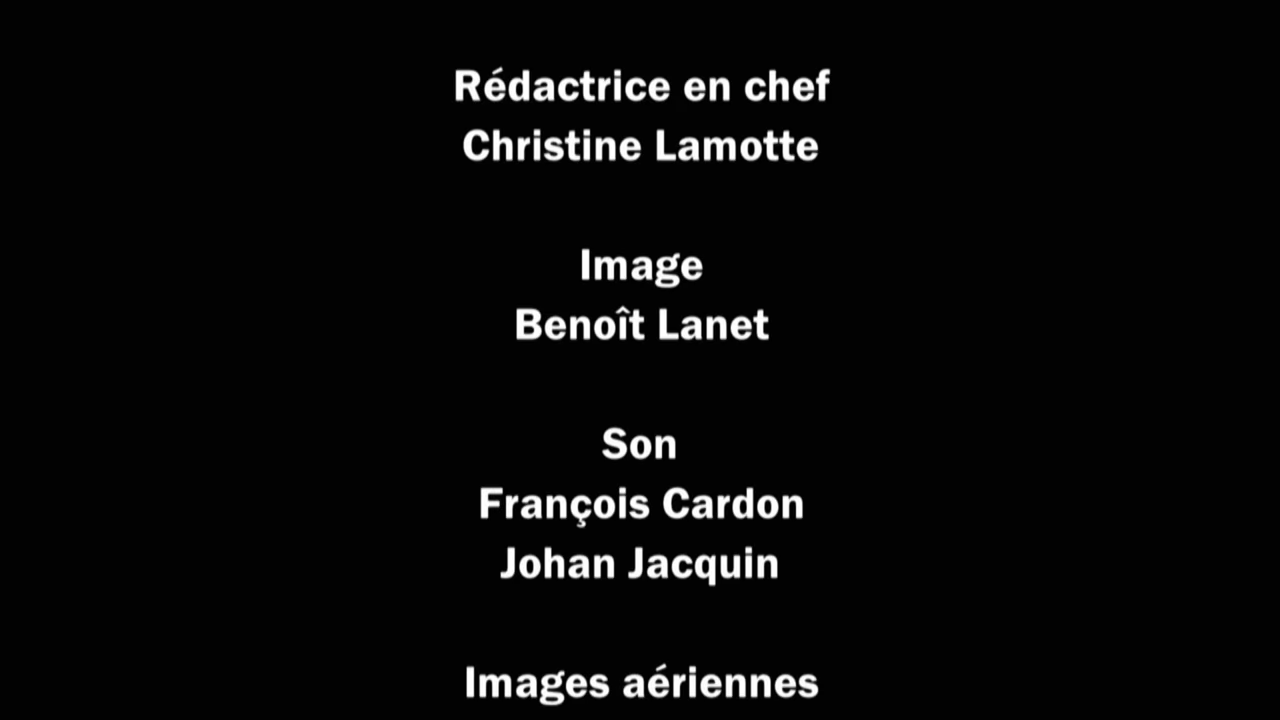 Rédactrice en chef
Christine Lamotte
Image
Benoît Lanet
Son
François Cardon
Johan Jacquin
Images aériennes